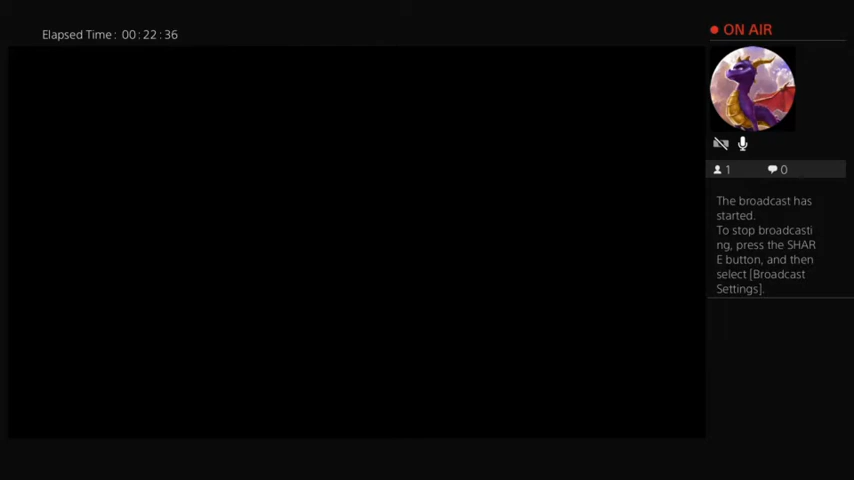 Elapsed Time: 00:22:36
ON AIR
1 0
The broadcast has
started.
To stop broadcasti
ng, press the SHAR
E button, and then
select [Broadcast
Settings].